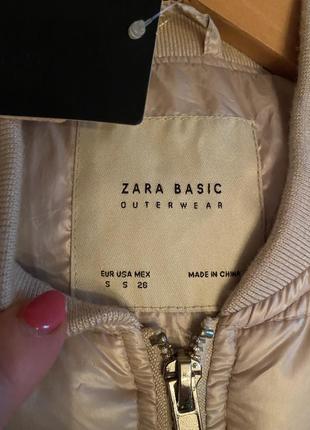 ZARA BASIC
OUTERWEAR
EUR USA MEX
S S 26
MADE IN CHINA